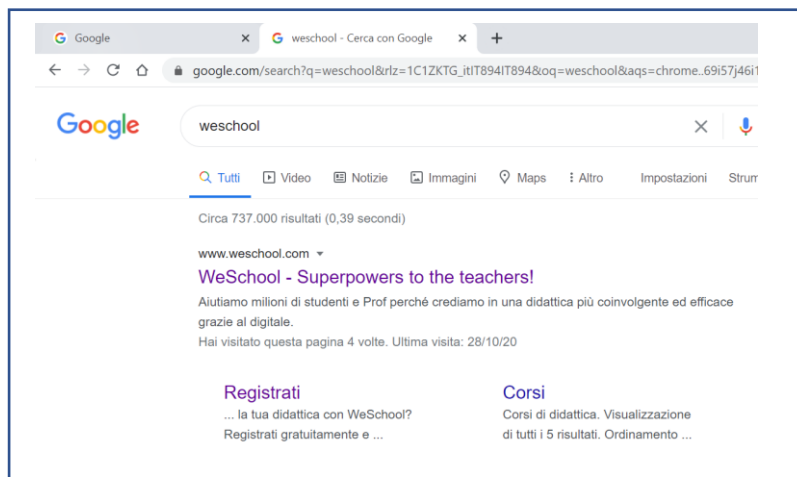 Google
weschool - Cerca con Google
google.com/search?q=weschool&rlz=1C1ZKTG_itIT894IT894&oq=weschool&aqs=chrome..69i57j46i1
Google
weschool
Tutti Video Notizie Immagini Maps Altro Impostazioni Strum
Circa 737.000 risultati (0,39 secondi)
www.weschool.com
WeSchool - Superpowers to the teachers!
Aiutiamo milioni di studenti e Prof perché crediamo in una didattica più coinvolgente ed efficace
grazie al digitale.
Hai visitato questa pagina 4 volte. Ultima visita: 28/10/20
Registrati
... la tua didattica con WeSchool?
Registrati gratuitamente e ...
Corsi
Corsi di didattica. Visualizzazione
di tutti i 5 risultati. Ordinamento ...